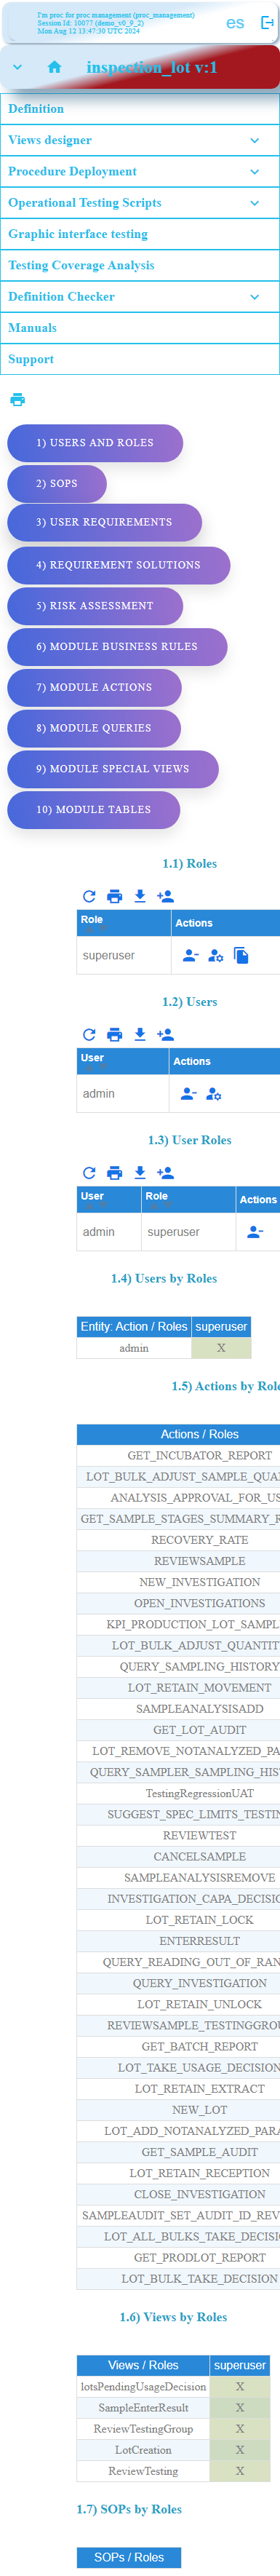 I'm proc for proc management (proc_management)
Session Id: 10077 (demo_v0_9_2)
Mon Aug 12 13:47:30 UTC 2024
es
inspection_lot v:1
Definition
Views designer
Procedure Deployment
Operational Testing Scripts
Graphic interface testing
Testing Coverage Analysis
Definition Checker
Manuals
Support
1) USERS AND ROLES
2) SOPS
3) USER REQUIREMENTS
4) REQUIREMENT SOLUTIONS
5) RISK ASSESSMENT
6) MODULE BUSINESS RULES
7) MODULE ACTIONS
8) MODULE QUERIES
9) MODULE SPECIAL VIEWS
10) MODULE TABLES
1.1) Roles
Role Actions
superuser
1.2) Users
User Actions
admin
1.3) User Roles
User Role Actions
admin superuser
1.4) Users by Roles
Entity: Action / Roles superuser
admin X
1.5) Actions by Role
Actions / Roles
GET_INCUBATOR_REPORT
LOT_BULK_ADJUST_SAMPLE_QUA
ANALYSIS_APPROVAL_FOR_US
GET_SAMPLE_STAGES_SUMMARY_R
RECOVERY_RATE
REVIEWSAMPLE
NEW_INVESTIGATION
OPEN_INVESTIGATIONS
KPI_PRODUCTION_LOT_SAMPL
LOT_BULK_ADJUST_QUANTIT
QUERY_SAMPLING_HISTORY
LOT_RETAIN_MOVEMENT
SAMPLEANALYSISADD
GET_LOT_AUDIT
LOT_REMOVE_NOTANALYZED_PA
QUERY_SAMPLER_SAMPLING_HIS
TestingRegressionUAT
SUGGEST_SPEC_LIMITS_TESTIN
REVIEWTEST
CANCELSAMPLE
SAMPLEANALYSISREMOVE
INVESTIGATION_CAPA_DECISIO
LOT_RETAIN_LOCK
ENTERRESULT
QUERY_READING_OUT_OF_RAN
QUERY_INVESTIGATION
LOT_RETAIN_UNLOCK
REVIEWSAMPLE_TESTINGGROU
GET_BATCH_REPORT
LOT_TAKE_USAGE_DECISION
LOT_RETAIN_EXTRACT
NEW_LOT
LOT_ADD_NOTANALYZED_PARA
GET_SAMPLE_AUDIT
LOT_RETAIN_RECEPTION
CLOSE_INVESTIGATION
SAMPLEAUDIT_SET_AUDIT_ID_REV
LOT_ALL_BULKS_TAKE_DECISI
GET_PRODLOT_REPORT
LOT_BULK_TAKE_DECISION
1.6) Views by Roles
Views / Roles superuser
lotsPendingUsageDecision X
SampleEnterResult X
ReviewTestingGroup X
LotCreation X
ReviewTesting X
1.7) SOPs by Roles
SOPs / Roles